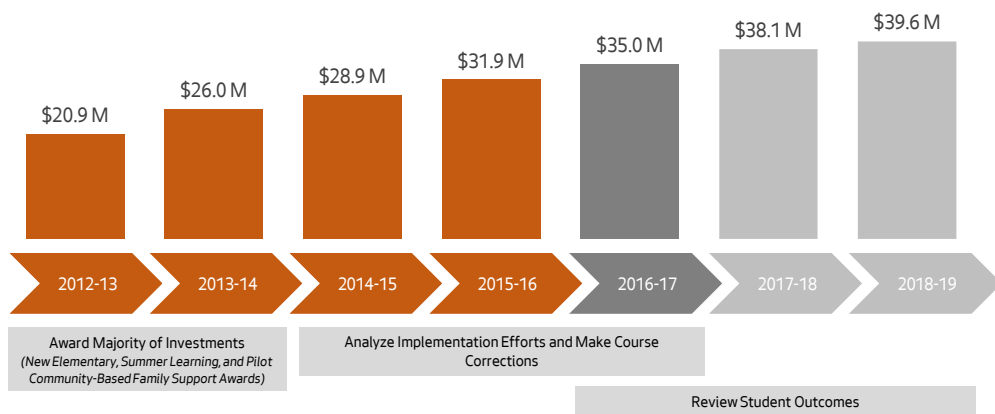 $20.9 M
$26.0 M
$28.9 M
$31.9 M
$35.0 M
$38.1 M
$39.6 M
2012-13
2013-14
2014-15
2015-16
2016-17
2017-18
2018-19
Award Majority of Investments
(New Elementary, Summer Learning, and Pilot
Community-Based Family Support Awards)
Analyze Implementation Efforts and Make Course
Corrections
Review Student Outcomes